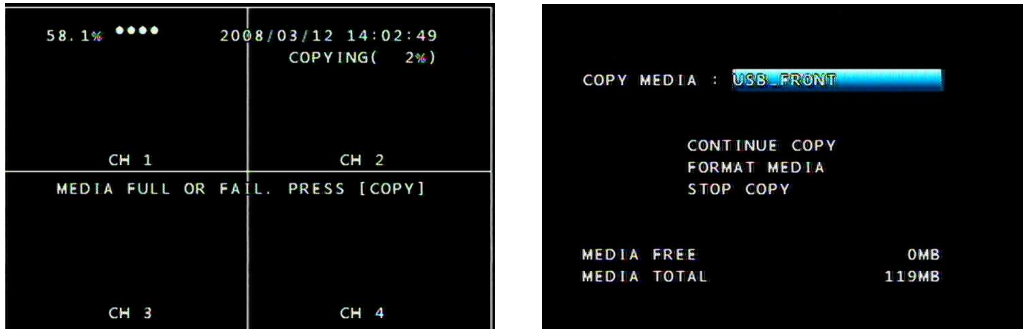 58.1% ●●●● 2008/03/12 14:02:49
COPYING( 2%)
CH 1 CH 2
MEDIA FULL OR FAIL. PRESS [COPY]
CH 3 CH 4
COPY MEDIA : USB_FRONT
CONTINUE COPY
FORMAT MEDIA
STOP COPY
MEDIA FREE 0MB
MEDIA TOTAL 119MB